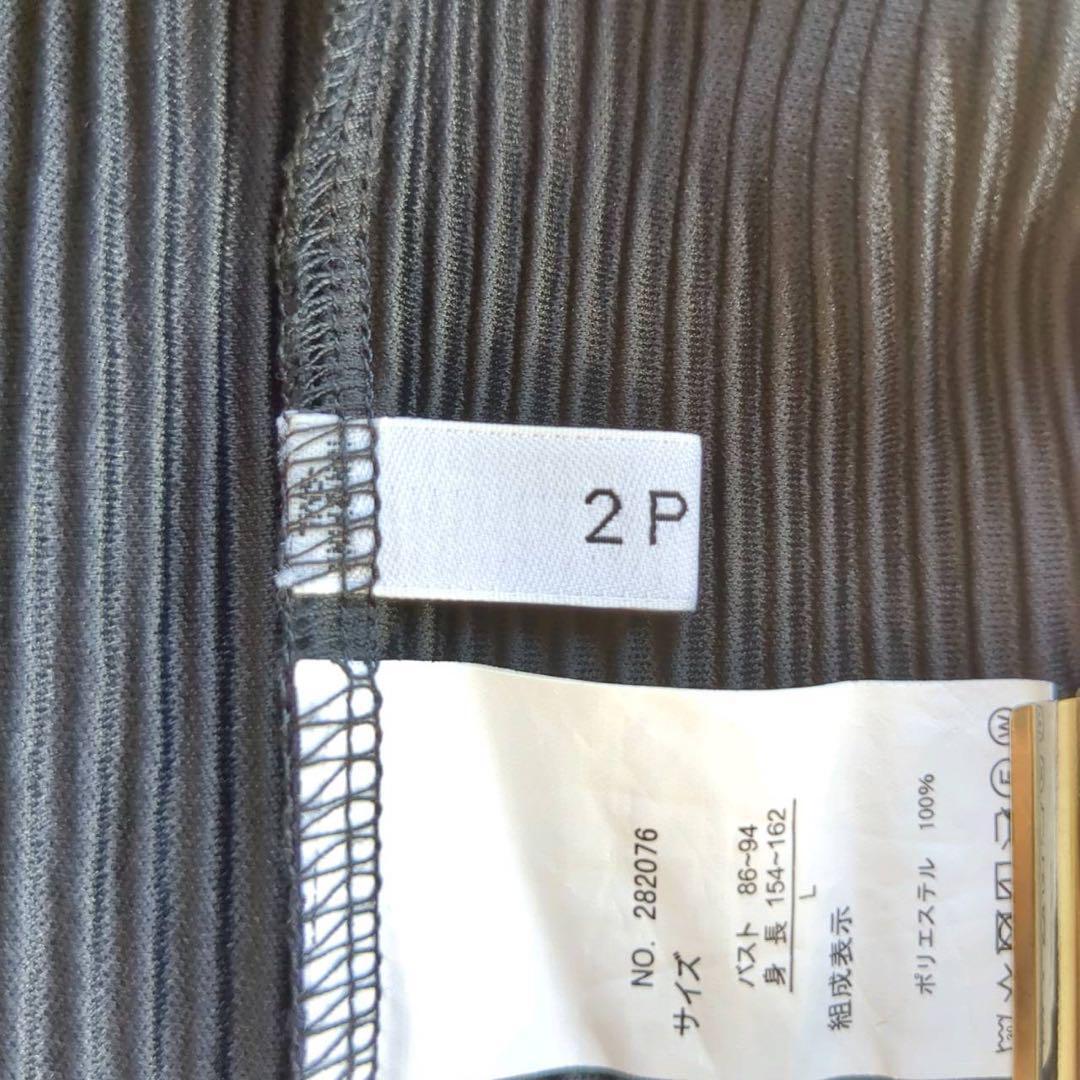 2P
NO. 282076
サイズ
バスト 86~94
身 長 154~162
L
組成表示
ポリエステル 100%